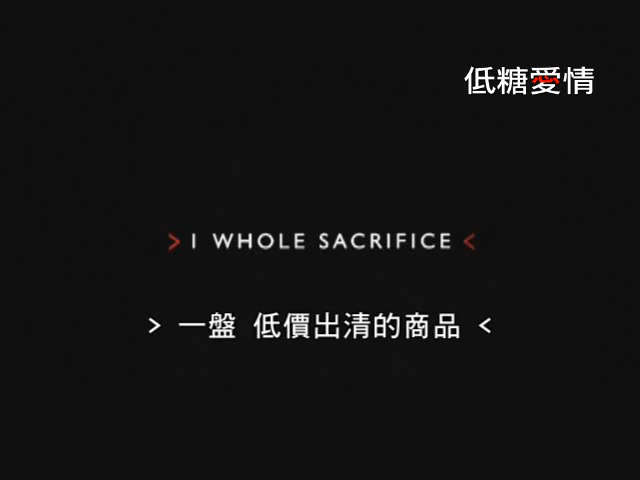 低糖愛情
> I WHOLE SACRIFICE <
> 一盤 低價出清的商品 <